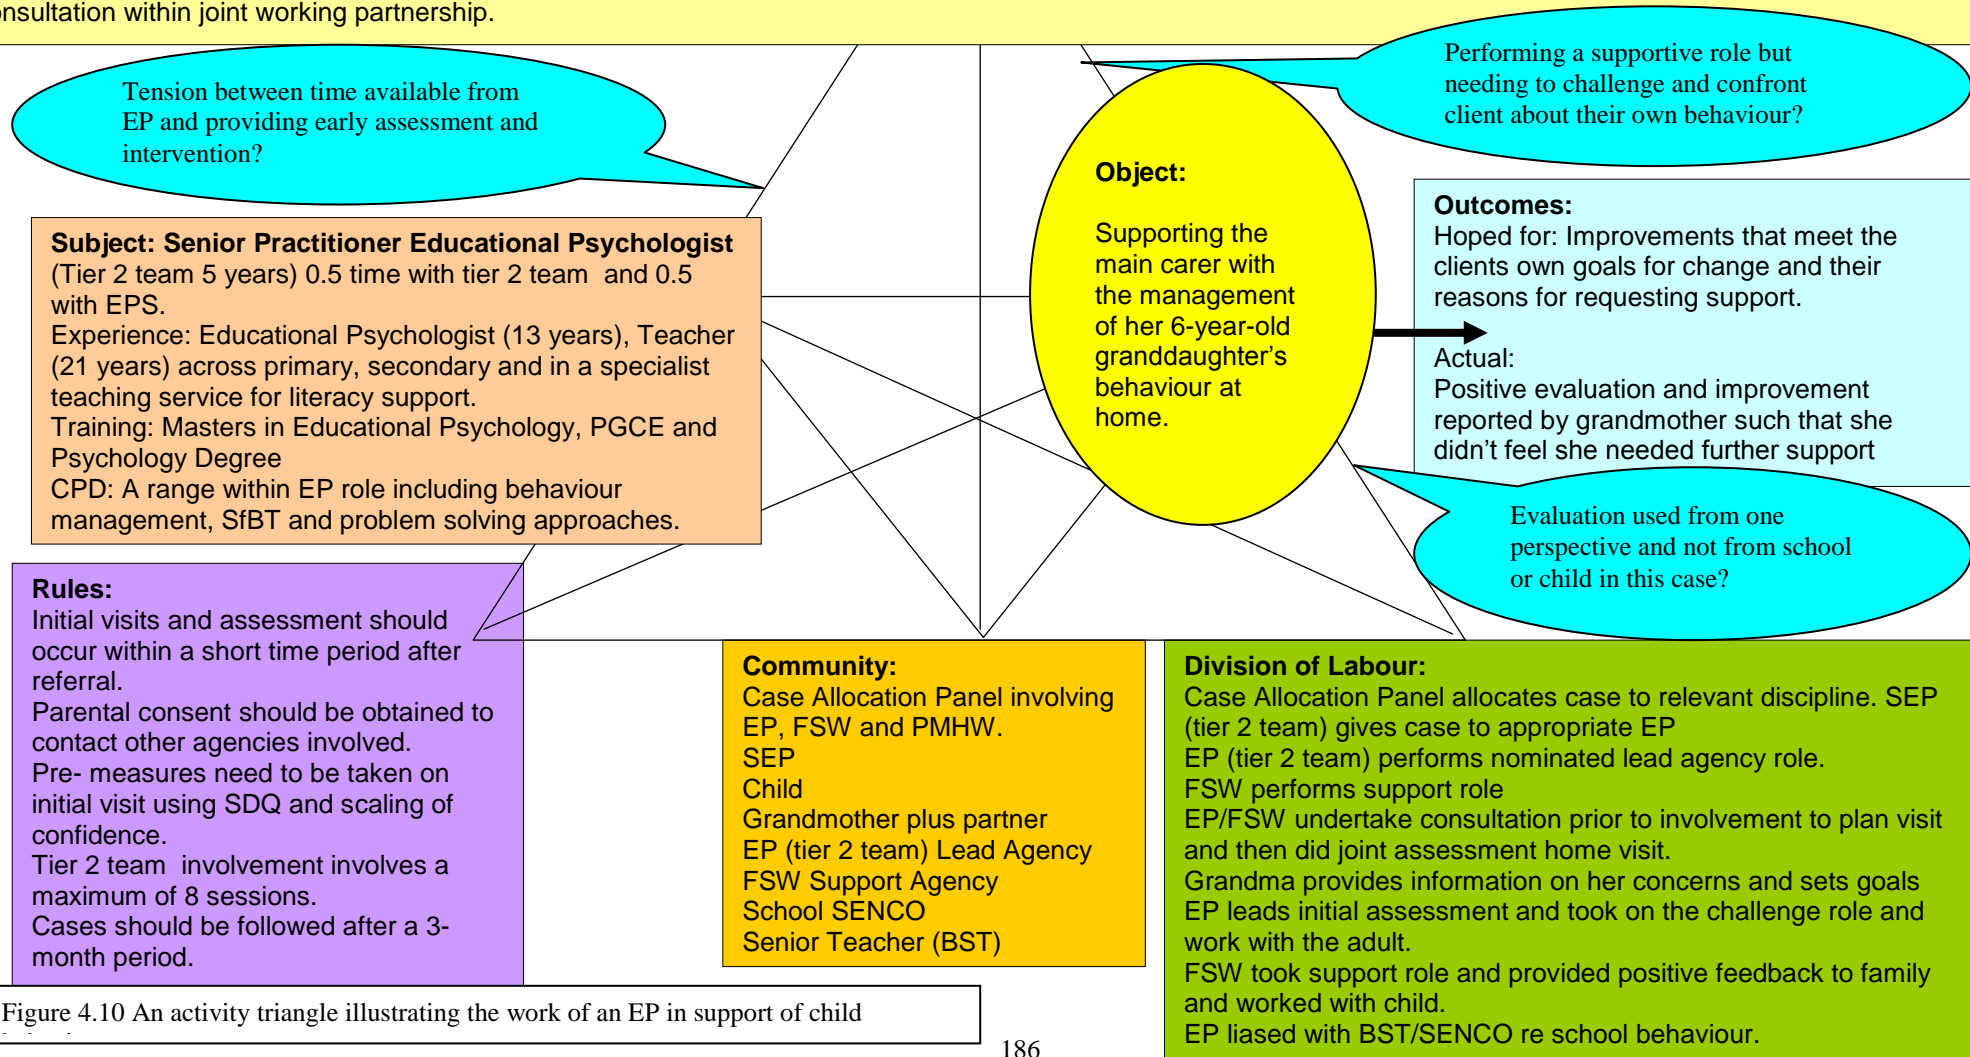 onsultation within joint working partnership.
Tension between time available from
EP and providing early assessment and
intervention?
Performing a supportive role but
needing to challenge and confront
client about their own behaviour?
Subject: Senior Practitioner Educational Psychologist
(Tier 2 team 5 years) 0.5 time with tier 2 team and 0.5
with EPS.
Experience: Educational Psychologist (13 years), Teacher
(21 years) across primary, secondary and in a specialist
teaching service for literacy support.
Training: Masters in Educational Psychology, PGCE and
Psychology Degree
CPD: A range within EP role including behaviour
management, SfBT and problem solving approaches.
Object:
Supporting the
main carer with
the management
of her 6-year-old
granddaughter's
behaviour at
home.
Outcomes:
Hoped for: Improvements that meet the
clients own goals for change and their
reasons for requesting support.
Actual:
Positive evaluation and improvement
reported by grandmother such that she
didn't feel she needed further support
Evaluation used from one
perspective and not from school
or child in this case?
Rules:
Initial visits and assessment should
occur within a short time period after
referral.
Parental consent should be obtained to
contact other agencies involved.
Pre- measures need to be taken on
initial visit using SDQ and scaling of
confidence.
Tier 2 team involvement involves a
maximum of 8 sessions.
Cases should be followed after a 3-
month period.
Community:
Case Allocation Panel involving
EP, FSW and PMHW.
SEP
Child
Grandmother plus partner
EP (tier 2 team) Lead Agency
FSW Support Agency
School SENCO
Senior Teacher (BST)
Division of Labour:
Case Allocation Panel allocates case to relevant discipline. SEP
(tier 2 team) gives case to appropriate EP
EP (tier 2 team) performs nominated lead agency role.
FSW performs support role
EP/FSW undertake consultation prior to involvement to plan visit
and then did joint assessment home visit.
Grandma provides information on her concerns and sets goals
EP leads initial assessment and took on the challenge role and
work with the adult.
FSW took support role and provided positive feedback to family
and worked with child.
EP liased with BST/SENCO re school behaviour.
Figure 4.10 An activity triangle illustrating the work of an EP in support of child
186